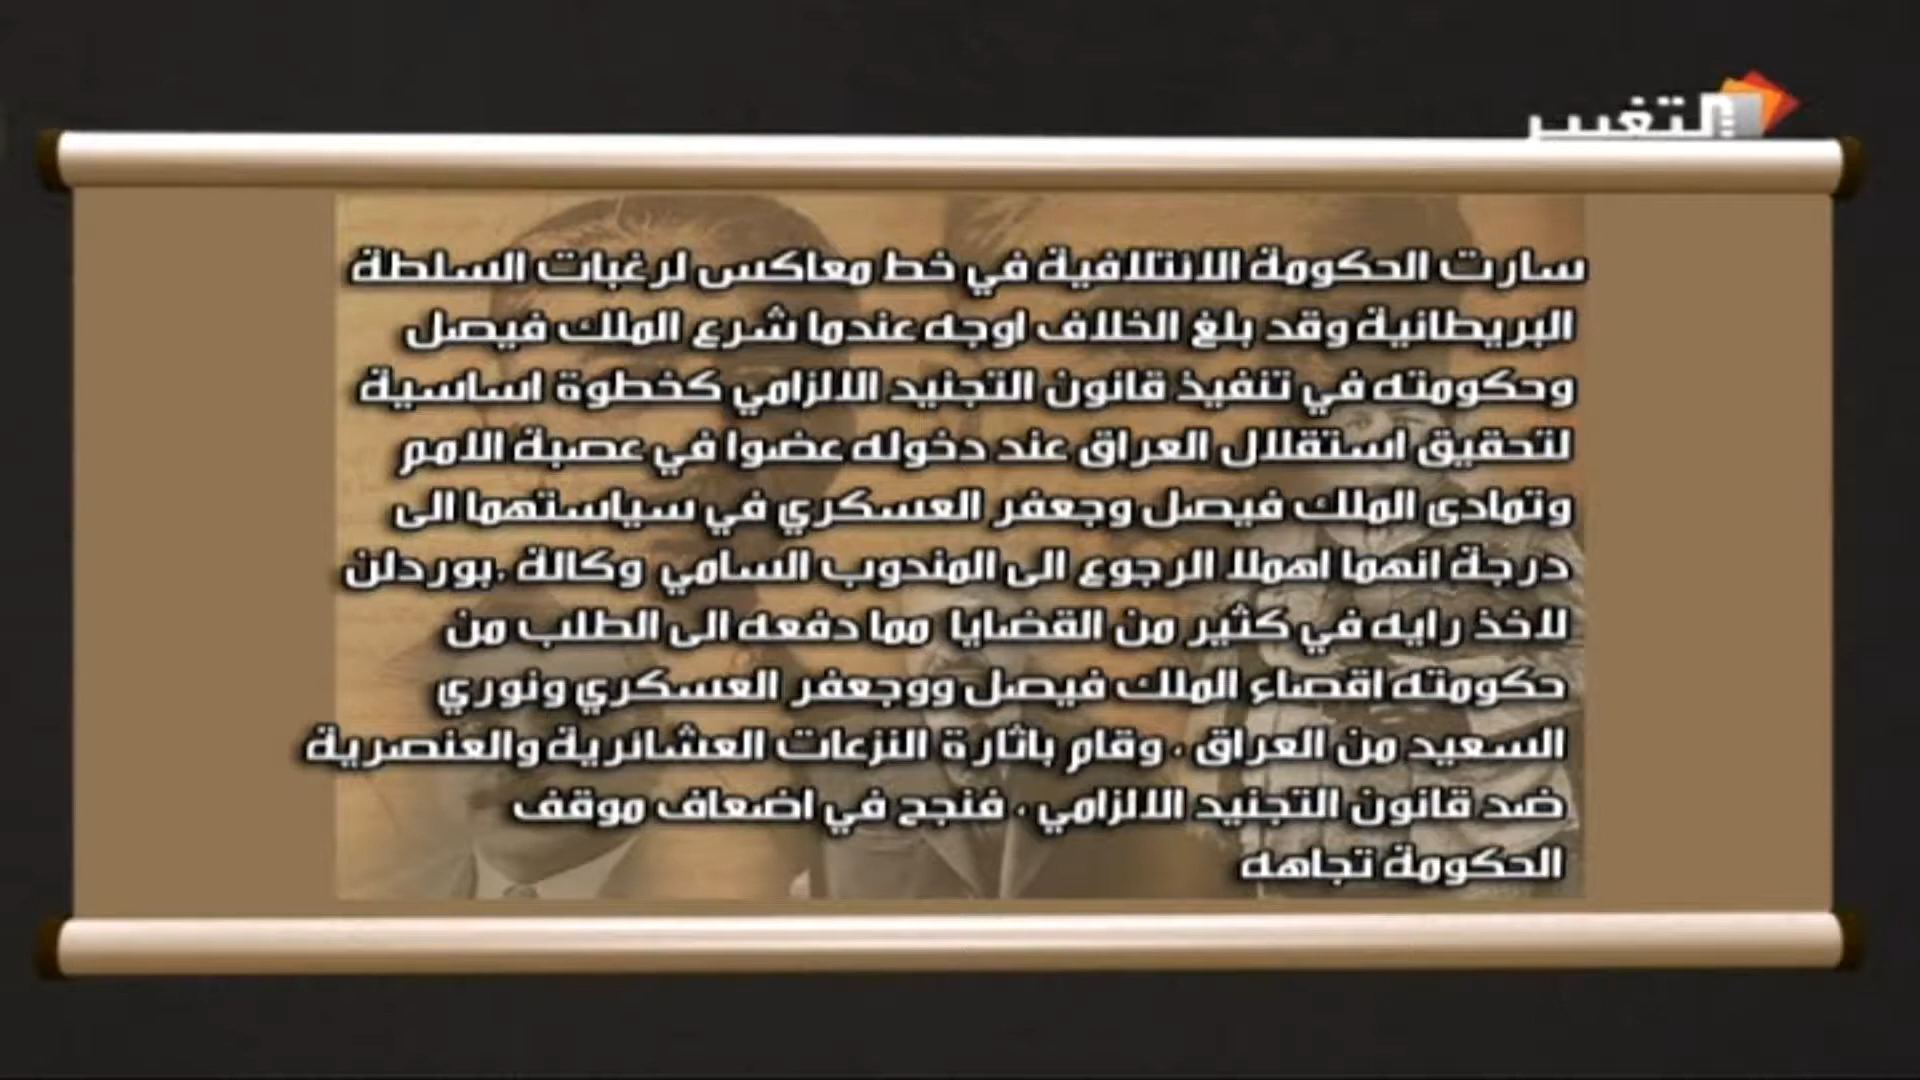 التغيير
سارت الحكومة الائتلافية في خط معاكس لرغبات السلطة
البريطانية وقد بلغ الخلاف اوجه عندما شرع الملك فيصل
وحكومته في تنفيذ قانون التجنيد الالزامي كخطوة اساسية
لتحقيق استقلال العراق عند دخوله عضوا في عصبة الامم
وتمادى الملك فيصل وجعفر العسكري في سياستهما الى
درجة انهما اهملا الرجوع الى المندوب السامي وكالة .بوردلن
لاخذ رايه في كثير من القضايا مما دفعه الى الطلب من
حكومته اقصاء الملك فيصل ووجعفر العسكري ونوري
السعيد من العراق ، وقام باثارة النزعات العشائرية والعنصرية
ضد قانون التجنيد الالزامي ، فنجح في اضعاف موقف
الحكومة تجاهه